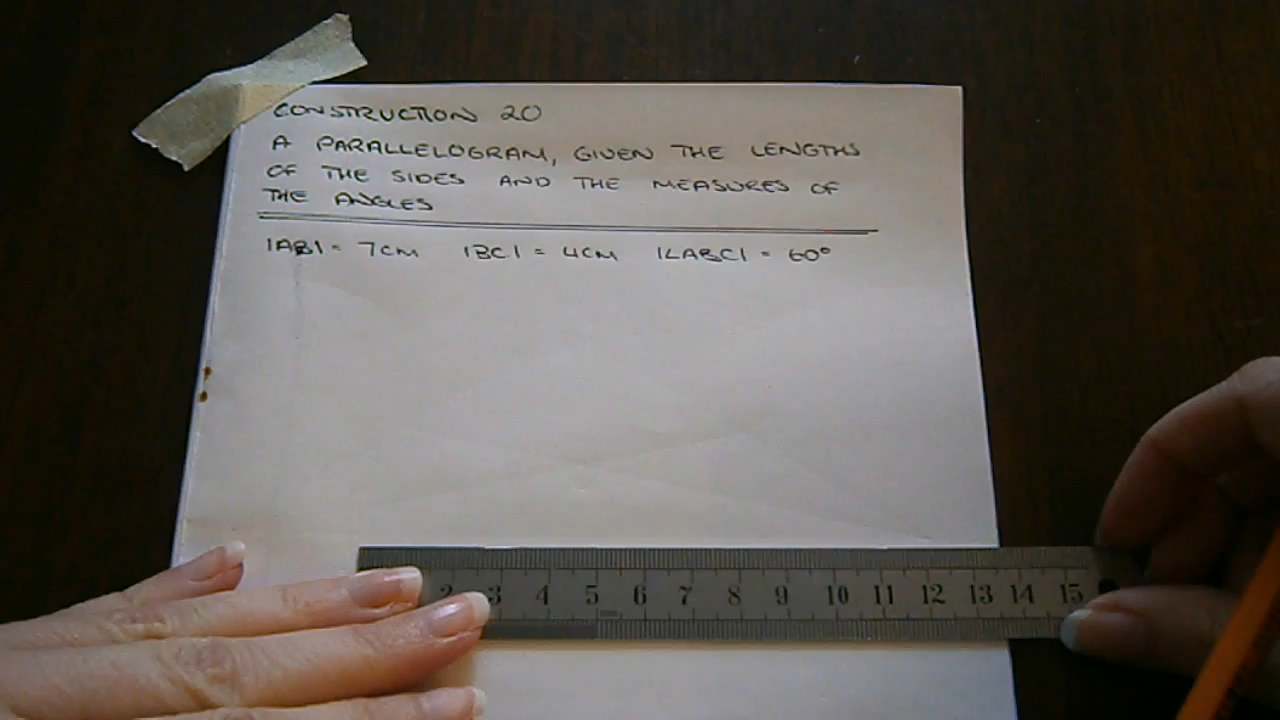 CONSTRUCTION 20
A PARALLELOGRAM, GIVEN THE LENGTHS
OF THE SIDES AND THE MEASURES OF
THE ANGLES
|AB| = 7CM |BC| = 4CM |∠ABC| = 60°
2 3 4 5 6 7 8 9 10 11 12 13 14 15